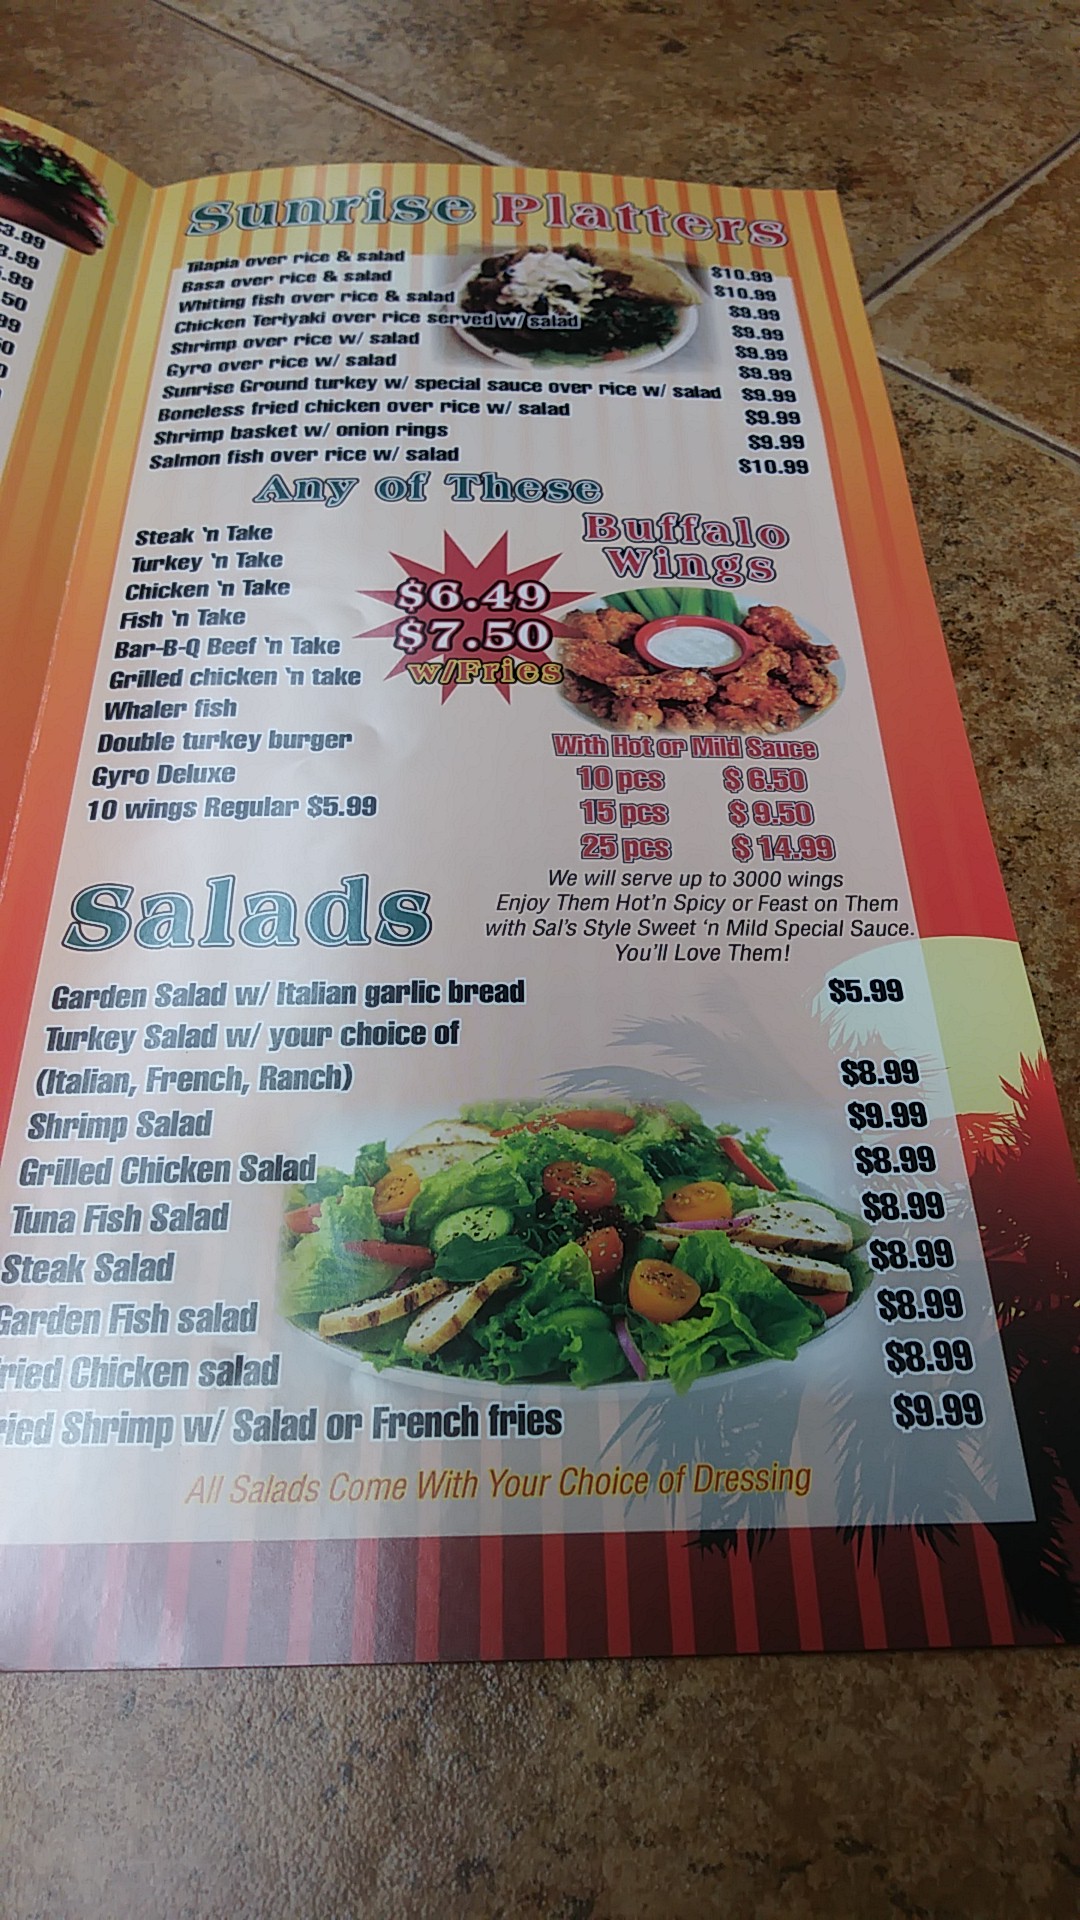 3.99
3.99
.99
50
99
Sunrise Platters
Tilapia over rice & salad $10.99
Basa over rice & salad $10.99
Whiting fish over rice & salad $9.99
Chicken Teriyaki over rice served w/ salad $9.99
Shrimp over rice w/ salad $9.99
Gyro over rice w/ salad $9.99
Sunrise Ground turkey w/ special sauce over rice w/ salad $9.99
Boneless fried chicken over rice w/ salad $9.99
Shrimp basket w/ onion rings $9.99
Salmon fish over rice w/ salad $10.99
Any of These
Steak 'n Take
Turkey 'n Take
Chicken 'n Take
Fish 'n Take
Bar-B-Q Beef 'n Take
Grilled chicken 'n take
Whaler fish
Double turkey burger
Gyro Deluxe
10 wings Regular $5.99
$6.49
$7.50
w/Fries
Buffalo
Wings
With Hot or Mild Sauce
10 pcs $ 6.50
15 pcs $ 9.50
25 pcs $ 14.99
We will serve up to 3000 wings
Enjoy Them Hot'n Spicy or Feast on Them
with Sal's Style Sweet 'n Mild Special Sauce.
You'll Love Them!
Salads
Garden Salad w/ Italian garlic bread $5.99
Turkey Salad w/ your choice of
(Italian, French, Ranch) $8.99
Shrimp Salad $9.99
Grilled Chicken Salad $8.99
Tuna Fish Salad $8.99
Steak Salad $8.99
Garden Fish salad $8.99
ried Chicken salad $8.99
ied Shrimp w/ Salad or French fries $9.99
All Salads Come With Your Choice of Dressing